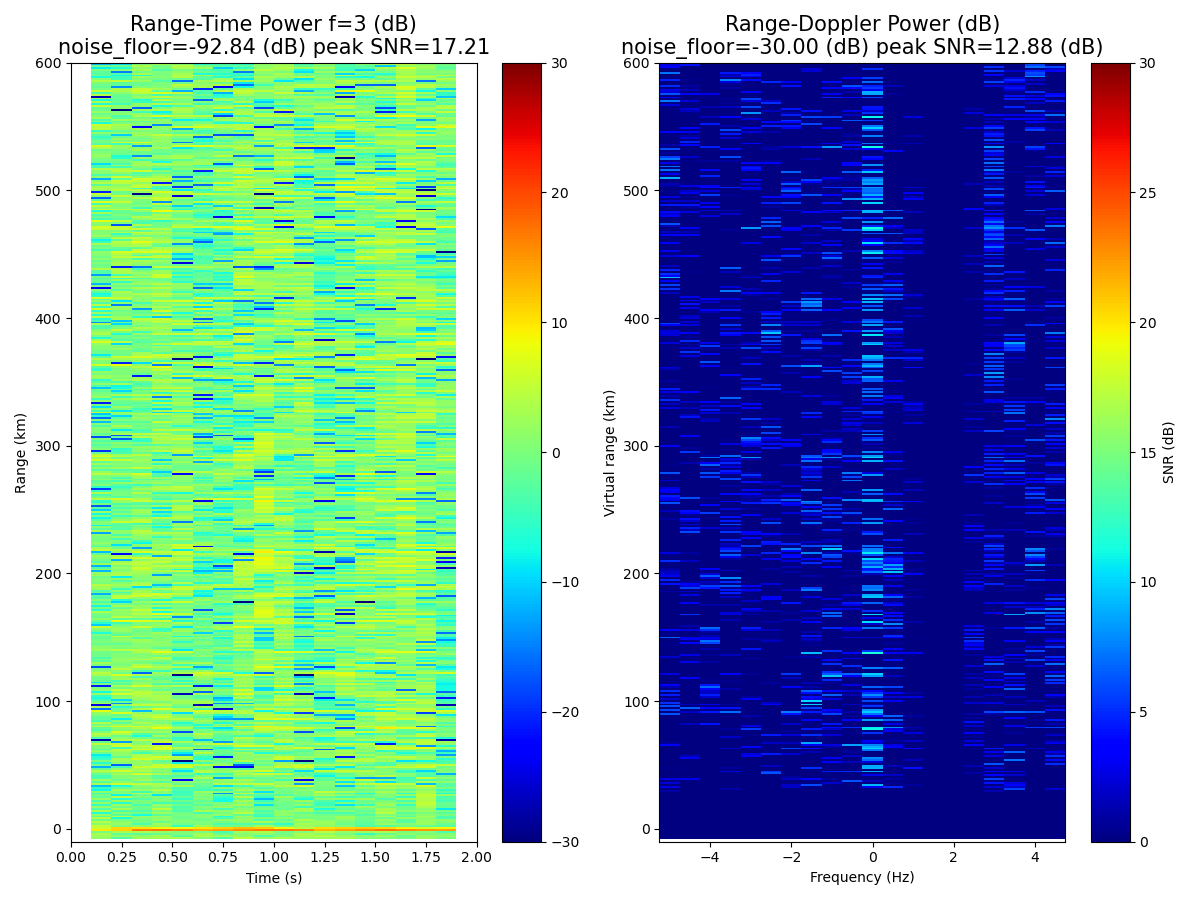 Range-Time Power f=3 (dB)
noise_floor=-92.84 (dB) peak SNR=17.21
Range (km)
600
500
400
300
200
100
0
0.00 0.25 0.50 0.75 1.00 1.25 1.50 1.75 2.00
Time (s)
30
20
10
0
−10
−20
−30
Range-Doppler Power (dB)
noise_floor=-30.00 (dB) peak SNR=12.88 (dB)
Virtual range (km)
600
500
400
300
200
100
0
−4 −2 0 2 4
Frequency (Hz)
30
25
20
15
10
5
0
SNR (dB)